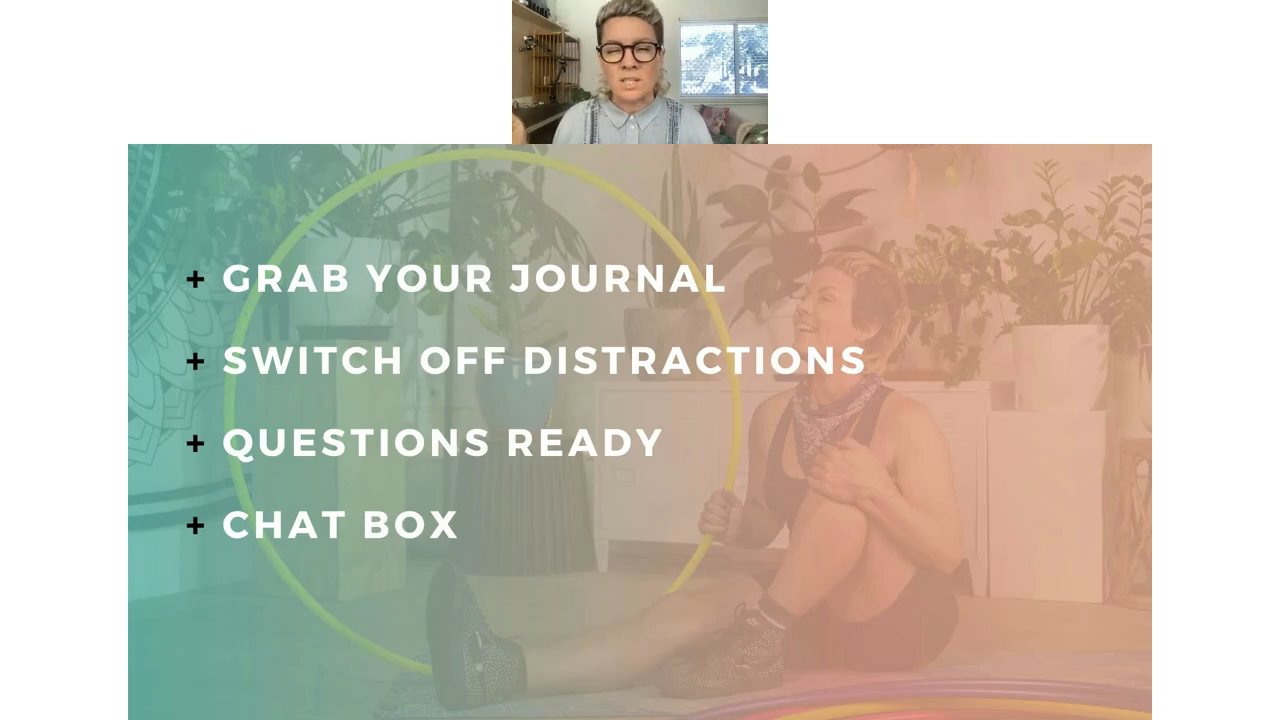 + GRAB YOUR JOURNAL
+ SWITCH OFF DISTRACTIONS
+ QUESTIONS READY
+ CHAT BOX